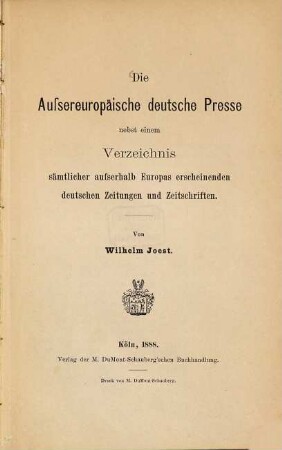 Die
Außereuropäische deutsche Presse
nebst einem
Verzeichnis
sämtlicher außerhalb Europas erscheinenden
deutschen Zeitungen und Zeitschriften.
Von
Wilhelm Joest.
Köln, 1888.
Verlag der M. DuMont-Schauberg'schen Buchhandlung.
Druck von M. DuMont-Schauberg.